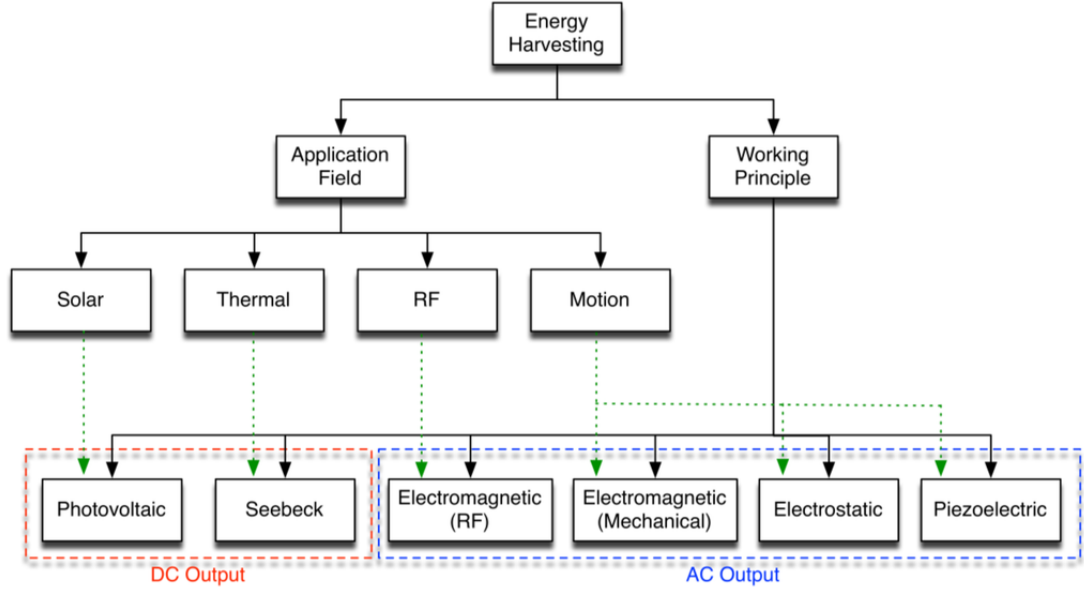 Energy
Harvesting
Application
Field
Working
Principle
Solar
Thermal
RF
Motion
Photovoltaic
Seebeck
Electromagnetic
(RF)
Electromagnetic
(Mechanical)
Electrostatic
Piezoelectric
DC Output
AC Output